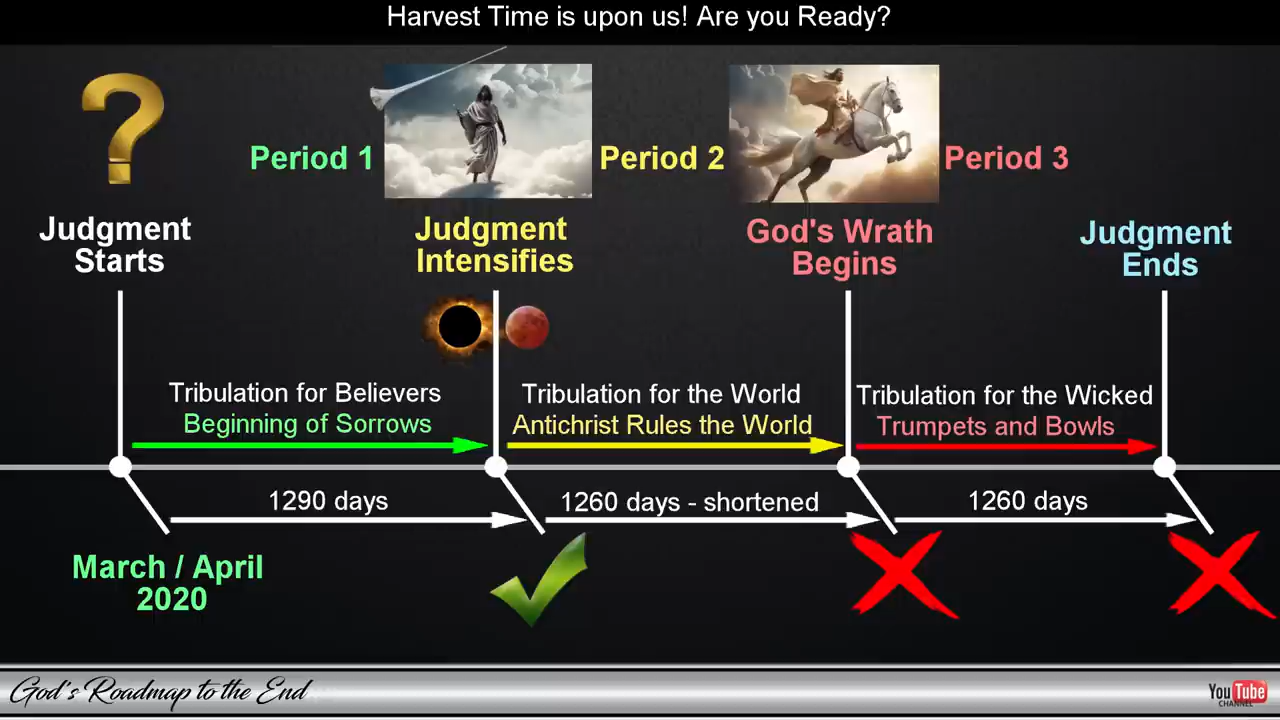 Harvest Time is upon us! Are you Ready?
?
Period 1
Period 2
Period 3
Judgment
Starts
Judgment
Intensifies
God's Wrath
Begins
Judgment
Ends
Tribulation for Believers
Beginning of Sorrows
Tribulation for the World
Antichrist Rules the World
Tribulation for the Wicked
Trumpets and Bowls
1290 days
1260 days - shortened
1260 days
March / April
2020
God's Roadmap to the End
YouTube
CHANNEL